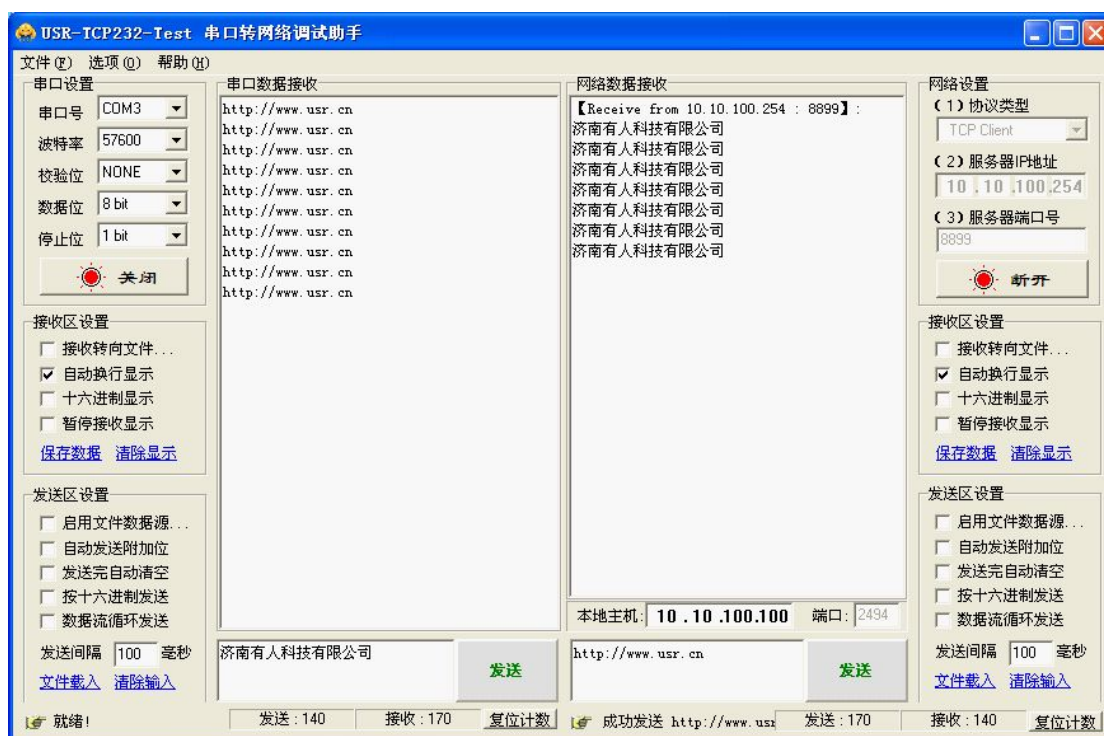 USR-TCP232-Test 串口转网络调试助手
文件(F) 选项(O) 帮助(H)
串口设置
串口号 COM3
波特率 57600
校验位 NONE
数据位 8 bit
停止位 1 bit
关闭
接收区设置
接收转向文件...
自动换行显示
十六进制显示
暂停接收显示
保存数据 清除显示
发送区设置
启用文件数据源...
自动发送附加位
发送完自动清空
按十六进制发送
数据流循环发送
发送间隔 100 毫秒
文件载入 清除输入
串口数据接收
http://www.usr.cn
http://www.usr.cn
http://www.usr.cn
http://www.usr.cn
http://www.usr.cn
http://www.usr.cn
http://www.usr.cn
http://www.usr.cn
http://www.usr.cn
http://www.usr.cn
济南有人科技有限公司
发送
网络数据接收
【Receive from 10.10.100.254 : 8899】:
济南有人科技有限公司
济南有人科技有限公司
济南有人科技有限公司
济南有人科技有限公司
济南有人科技有限公司
济南有人科技有限公司
济南有人科技有限公司
本地主机: 10 .10 .100.100 端口: 2494
http://www.usr.cn
发送
网络设置
(1)协议类型
TCP Client
(2)服务器IP地址
10 .10 .100.254
(3)服务器端口号
8899
断开
接收区设置
接收转向文件...
自动换行显示
十六进制显示
暂停接收显示
保存数据 清除显示
发送区设置
启用文件数据源...
自动发送附加位
发送完自动清空
按十六进制发送
数据流循环发送
发送间隔 100 毫秒
文件载入 清除输入
就绪! 发送:140 接收:170 复位计数
成功发送 http://www.us 发送:170 接收:140 复位计数